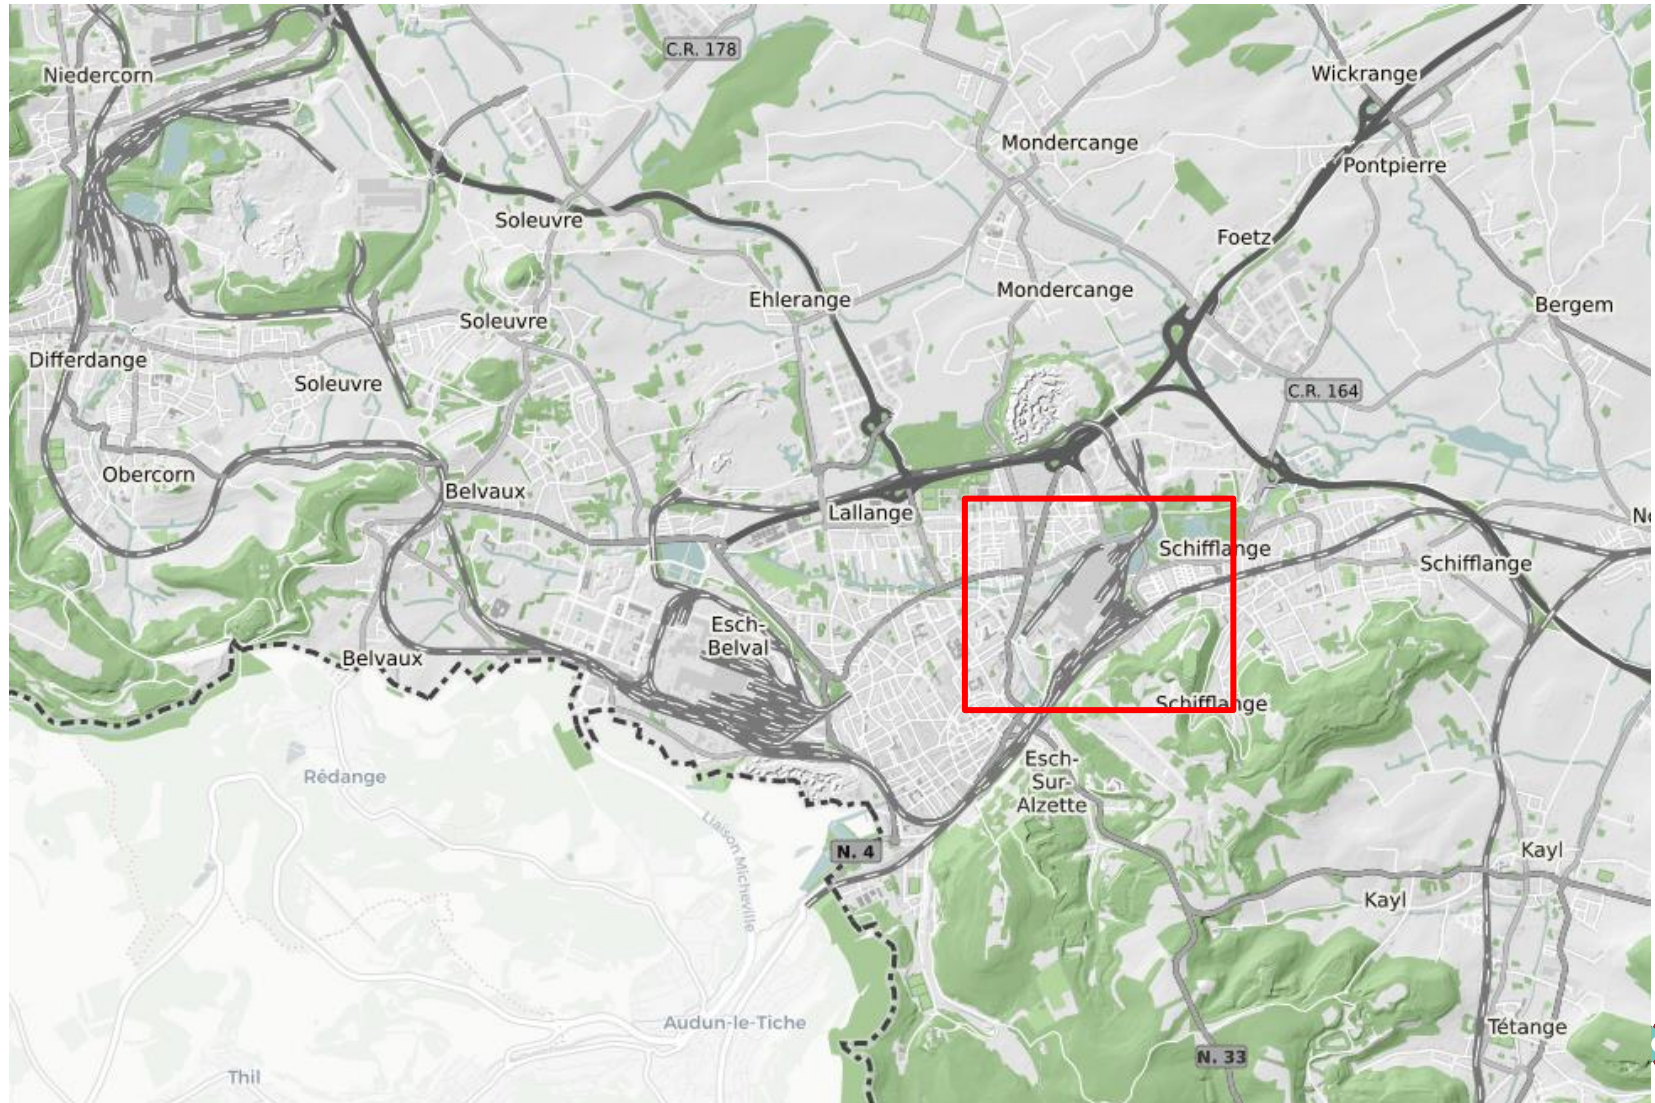 C.R. 178
Niedercorn
Wickrange
Mondercange
Pontpierre
Soleuvre
Foetz
Ehlerange
Mondercange
Bergem
Soleuvre
Differdange
Soleuvre
C.R. 164
Obercorn
Belvaux
Lallange
Schifflange
Schifflange
Esch-
Belval
Belvaux
Schifflange
Rédange
Esch-
Sur-
Alzette
Liaison Micheville
N. 4
Kayl
Kayl
Audun-le-Tiche
Tétange
N. 33
Thil